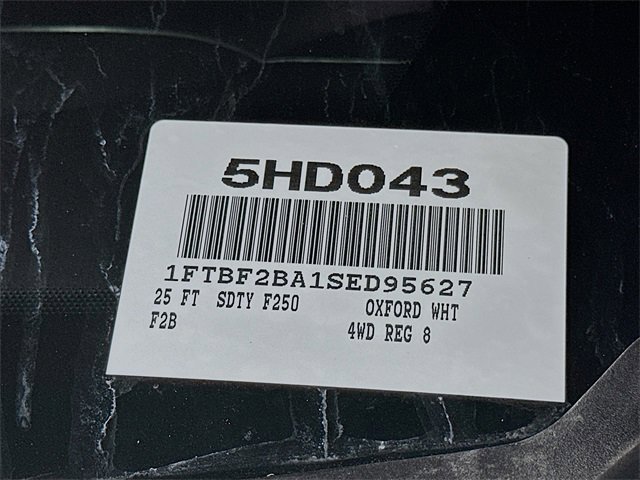 5HD043
1FTBF2BA1SED95627
25 FT SDTY F250 OXFORD WHT
F2B 4WD REG 8